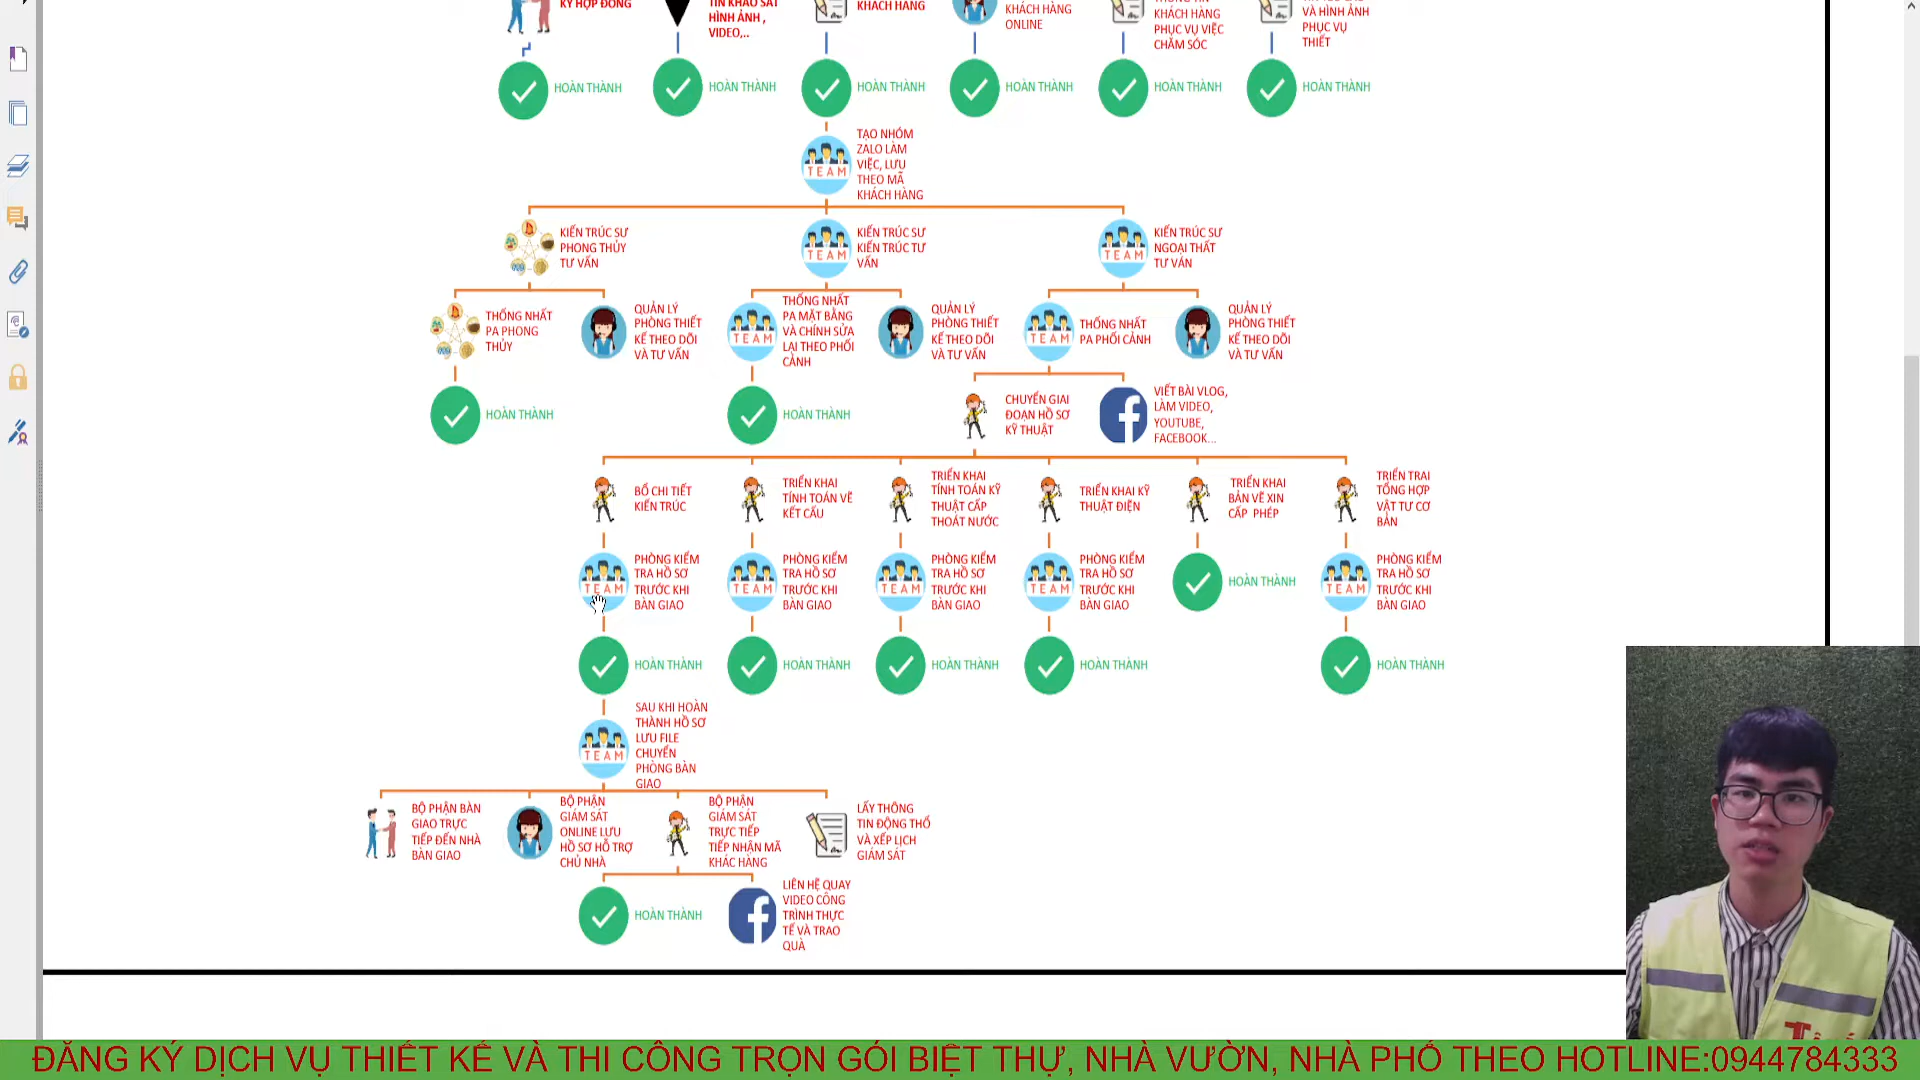 KÝ HỢP ĐỒNG
TIN KHẢO SÁT
HÌNH ẢNH ,
VIDEO,..
KHÁCH HÀNG
KHÁCH HÀNG
ONLINE
KHÁCH HÀNG
PHỤC VỤ VIỆC
CHĂM SÓC
VÀ HÌNH ẢNH
PHỤC VỤ
THIẾT
HOÀN THÀNH
HOÀN THÀNH
HOÀN THÀNH
HOÀN THÀNH
HOÀN THÀNH
HOÀN THÀNH
TEAM
TẠO NHÓM
ZALO LÀM
VIỆC, LƯU
THEO MÃ
KHÁCH HÀNG
KIẾN TRÚC SƯ
PHONG THỦY
TƯ VẤN
TEAM
KIẾN TRÚC SƯ
KIẾN TRÚC TƯ
VẤN
TEAM
KIẾN TRÚC SƯ
NGOẠI THẤT
TƯ VẤN
THỐNG NHẤT
PA PHONG
THỦY
QUẢN LÝ
PHÒNG THIẾT
KẾ THEO DÕI
VÀ TƯ VẤN
TEAM
THỐNG NHẤT
PA MẶT BẰNG
VÀ CHỈNH SỬA
LẠI THEO PHỐI
CẢNH
QUẢN LÝ
PHÒNG THIẾT
KẾ THEO DÕI
VÀ TƯ VẤN
TEAM
THỐNG NHẤT
PA PHỐI CẢNH
QUẢN LÝ
PHÒNG THIẾT
KẾ THEO DÕI
VÀ TƯ VẤN
HOÀN THÀNH
HOÀN THÀNH
CHUYỂN GIAI
ĐOẠN HỒ SƠ
KỸ THUẬT
VIẾT BÀI VLOG,
LÀM VIDEO,
YOUTUBE,
FACEBOOK...
BỔ CHI TIẾT
KIẾN TRÚC
TRIỂN KHAI
TÍNH TOÁN VẼ
KẾT CẤU
TRIỂN KHAI
TÍNH TOÁN KỸ
THUẬT CẤP
THOÁT NƯỚC
TRIỂN KHAI KỸ
THUẬT ĐIỆN
TRIỂN KHAI
BẢN VẼ XIN
CẤP PHÉP
TRIỂN TRAI
TỔNG HỢP
VẬT TƯ CƠ
BẢN
TEAM
PHÒNG KIỂM
TRA HỒ SƠ
TRƯỚC KHI
BÀN GIAO
TEAM
PHÒNG KIỂM
TRA HỒ SƠ
TRƯỚC KHI
BÀN GIAO
TEAM
PHÒNG KIỂM
TRA HỒ SƠ
TRƯỚC KHI
BÀN GIAO
TEAM
PHÒNG KIỂM
TRA HỒ SƠ
TRƯỚC KHI
BÀN GIAO
HOÀN THÀNH
TEAM
PHÒNG KIỂM
TRA HỒ SƠ
TRƯỚC KHI
BÀN GIAO
HOÀN THÀNH
HOÀN THÀNH
HOÀN THÀNH
HOÀN THÀNH
HOÀN THÀNH
TEAM
SAU KHI HOÀN
THÀNH HỒ SƠ
LƯU FILE
CHUYỂN
PHÒNG BÀN
GIAO
BỘ PHẬN BÀN
GIAO TRỰC
TIẾP ĐẾN NHÀ
BÀN GIAO
BỘ PHẬN
GIÁM SÁT
ONLINE LƯU
HỒ SƠ HỖ TRỢ
CHỦ NHÀ
BỘ PHẬN
GIÁM SÁT
TRỰC TIẾP
TIẾP NHẬN MÃ
KHÁC HÀNG
LẤY THÔNG
TIN ĐỘNG THỔ
VÀ XẾP LỊCH
GIÁM SÁT
HOÀN THÀNH
LIÊN HỆ QUAY
VIDEO CÔNG
TRÌNH THỰC
TẾ VÀ TRAO
QUÀ
ĐĂNG KÝ DỊCH VỤ THIẾT KẾ VÀ THI CÔNG TRỌN GÓI BIỆT THỰ, NHÀ VƯỜN, NHÀ PHỐ THEO HOTLINE:0944784333